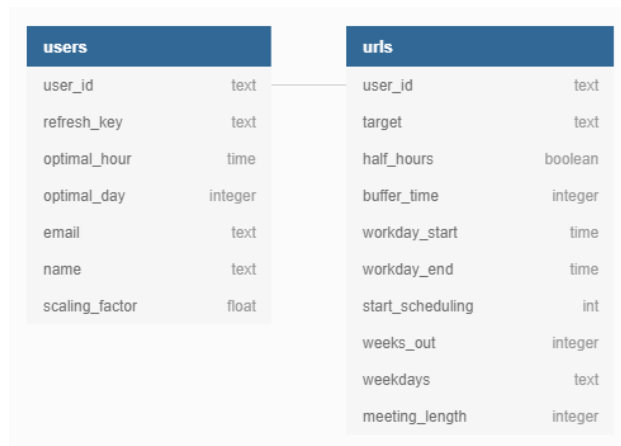 users
user_id text
refresh_key text
optimal_hour time
optimal_day integer
email text
name text
scaling_factor float
urls
user_id text
target text
half_hours boolean
buffer_time integer
workday_start time
workday_end time
start_scheduling int
weeks_out integer
weekdays text
meeting_length integer